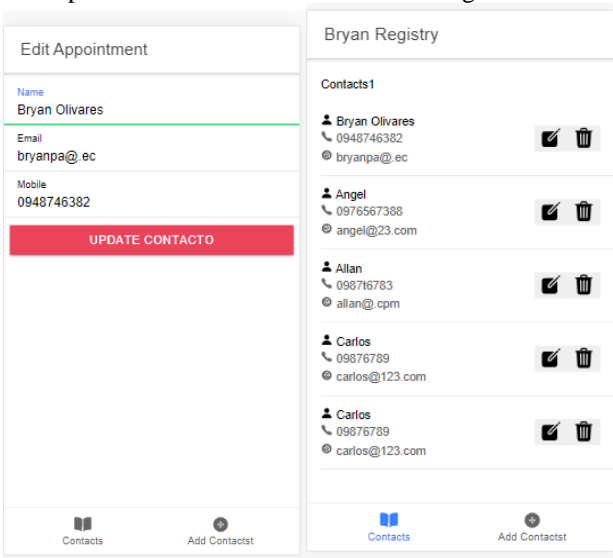 Edit Appointment
Name
Bryan Olivares
Email
bryanpa@.ec
Mobile
0948746382
UPDATE CONTACTO
Contacts
Add Contactst
Bryan Registry
Contacts1
Bryan Olivares
0948746382
bryanpa@.ec
Angel
0976567388
angel@23.com
Allan
0987t6783
allan@.cpm
Carlos
09876789
carlos@123.com
Carlos
09876789
carlos@123.com
Contacts
Add Contactst